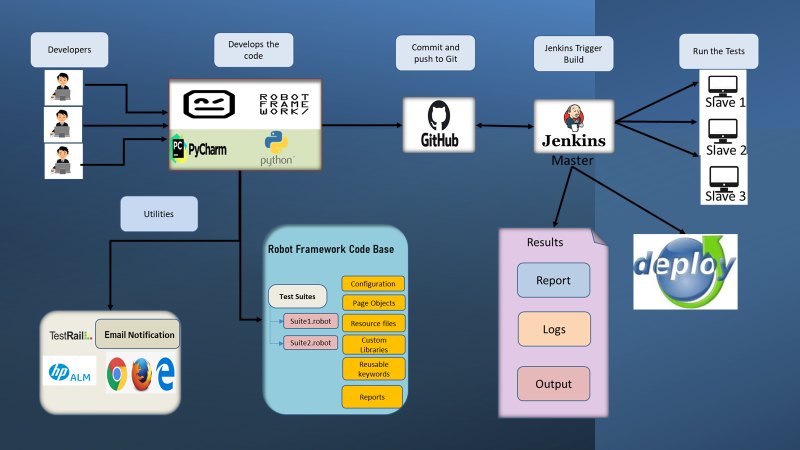 Developers
Develops the
code
Commit and
push to Git
Jenkins Trigger
Build
Run the Tests
ROBOT
FRAME
WORK/
PC
PyCharm
python
GitHub
Jenkins
Master
Slave 1
Slave 2
Slave 3
Utilities
TestRail
Email Notification
hp
ALM
Robot Framework Code Base
Test Suites
Suite1.robot
Suite2.robot
Configuration
Page Objects
Resource files
Custom
Libraries
Reusable
keywords
Reports
Results
Report
Logs
Output
deploy